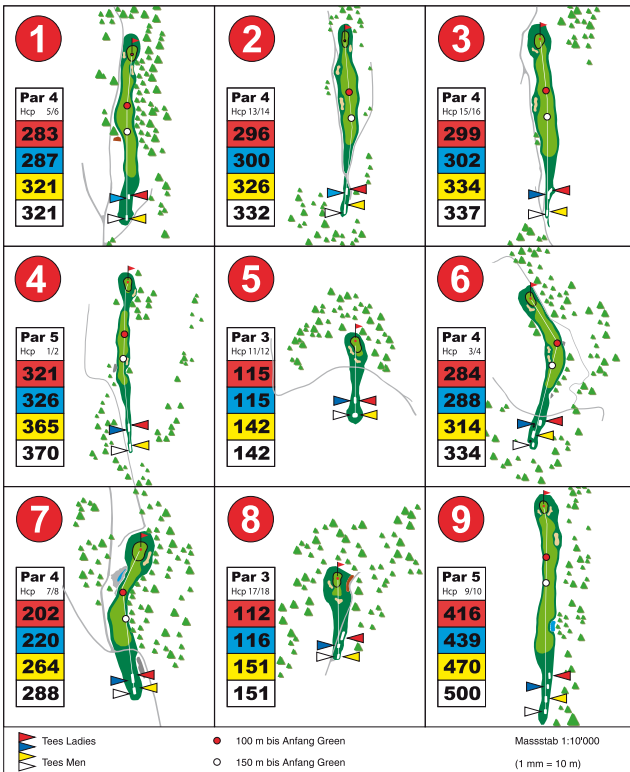 1
Par 4
Hcp 5/6
283
287
321
321
2
Par 4
Hcp 13/14
296
300
326
332
3
Par 4
Hcp 15/16
299
302
334
337
4
Par 5
Hcp 1/2
321
326
365
370
5
Par 3
Hcp 11/12
115
115
142
142
6
Par 4
Hcp 3/4
284
288
314
334
7
Par 4
Hcp 7/8
202
220
264
288
8
Par 3
Hcp 17/18
112
116
151
151
9
Par 5
Hcp 9/10
416
439
470
500
Tees Ladies
100 m bis Anfang Green
Massstab 1:10'000
Tees Men
150 m bis Anfang Green
(1 mm = 10 m)